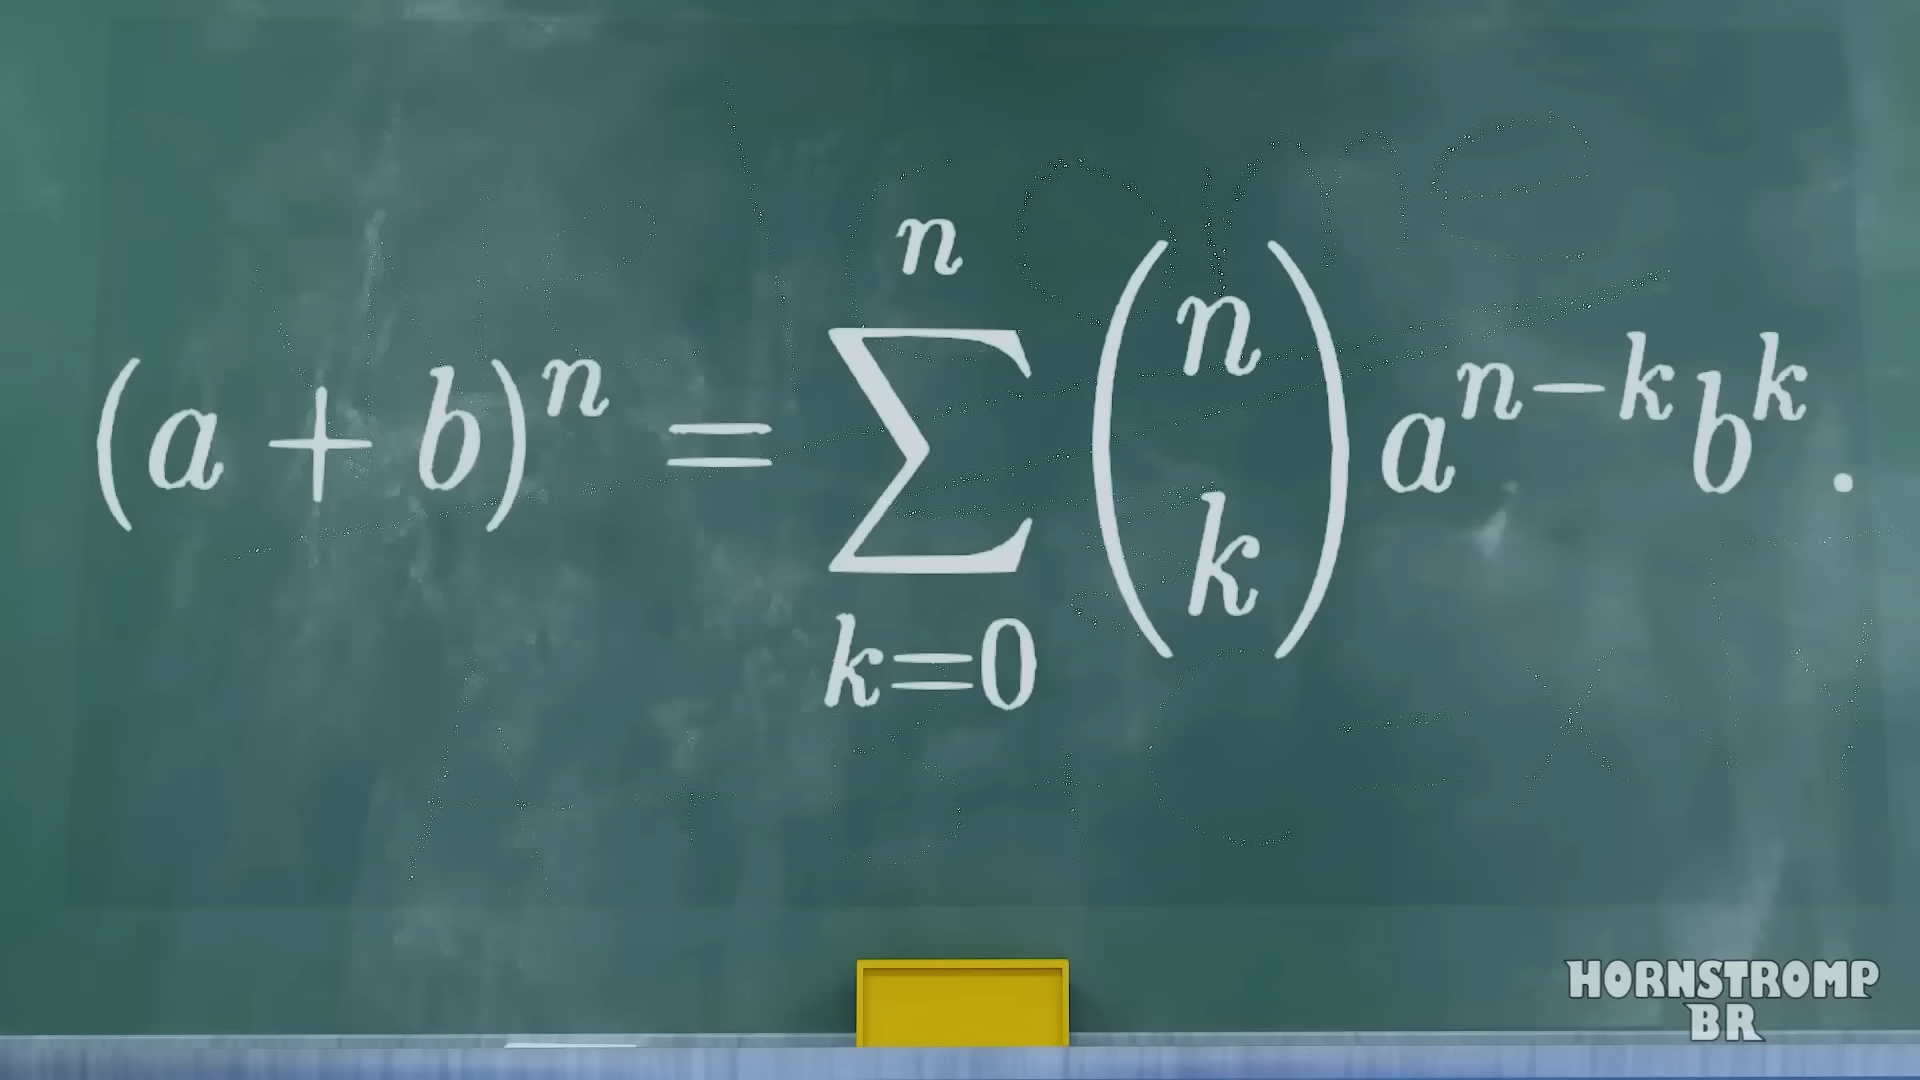 (a + b)^n = \sum_{k=0}^{n} \binom{n}{k} a^{n-k} b^k .
HORNSTROMP
BR